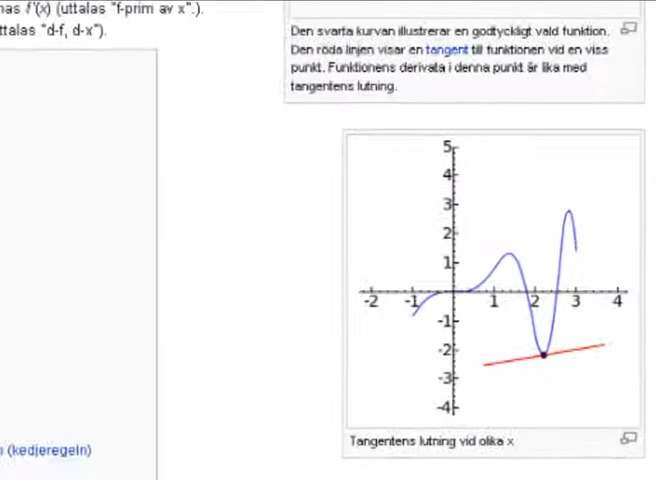 nas f'(x) (uttalas "f-prim av x".).
ttalas "d-f, d-x").
Den svarta kurvan illustrerar en godtyckligt vald funktion.
Den röda linjen visar en tangent till funktionen vid en viss
punkt. Funktionens derivata i denna punkt är lika med
tangentens lutning.
5
4
3
2
1
-2 -1 1 2 3 4
-1
-2
-3
-4
Tangentens lutning vid olika x
(kedjeregeln)